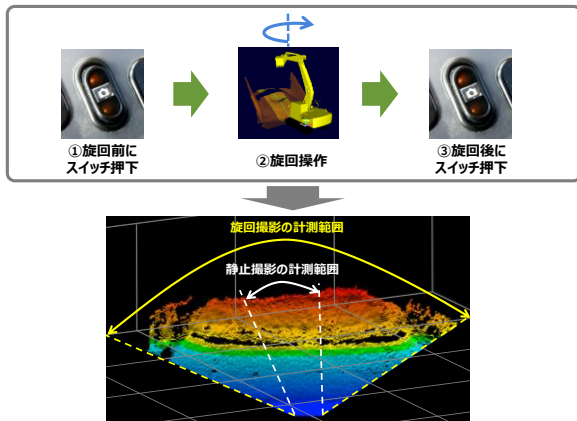 ①旋回前に
スイッチ押下
②旋回操作
③旋回後に
スイッチ押下
旋回撮影の計測範囲
静止撮影の計測範囲